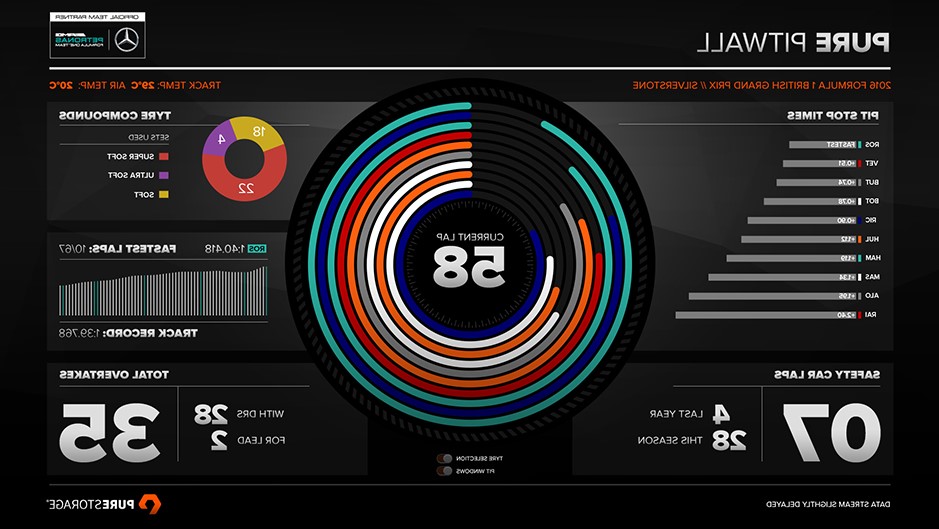 PURE PITWALL
OFFICIAL TEAM PARTNER
AMG
PETRONAS
FORMULA ONE TEAM
2016 FORMULA 1 BRITISH GRAND PRIX // SILVERSTONE
TRACK TEMP: 29°C AIR TEMP: 20°C
PIT STOP TIMES
ROS FASTEST
VET +0.51
BUT +0.74
BOT +0.78
RIC +0.90
HUL +1.12
HAM +1.19
MAS +1.34
ALO +1.95
RAI +2.40
CURRENT LAP
58
TYRE COMPOUNDS
SETS USED
SUPER SOFT
ULTRA SOFT
SOFT
18
4
22
ROS 1:40.418 FASTEST LAPS: 10/67
TRACK RECORD: 1:39.768
SAFETY CAR LAPS
07
4 LAST YEAR
28 THIS SEASON
TYRE SELECTION
PIT WINDOWS
TOTAL OVERTAKES
WITH DRS 28
FOR LEAD 2
35
DATA STREAM SLIGHTLY DELAYED
PURESTORAGE®